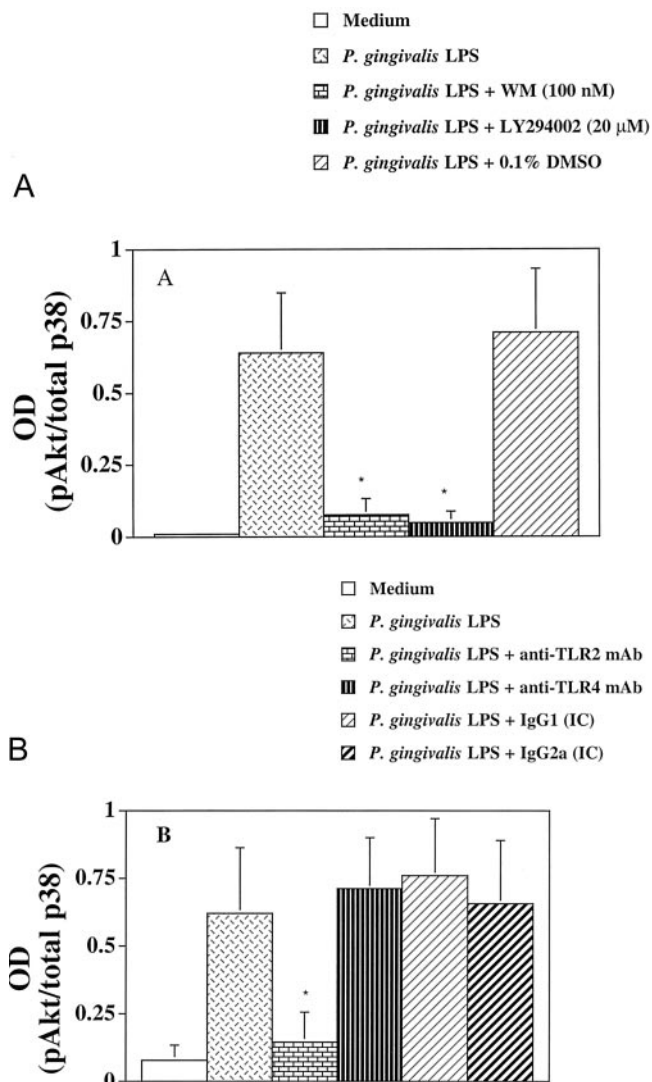 Medium
P. gingivalis LPS
P. gingivalis LPS + WM (100 nM)
P. gingivalis LPS + LY294002 (20 µM)
P. gingivalis LPS + 0.1% DMSO
A
A
OD
(pAkt/total p38)
1
0.75
0.5
0.25
0
*
*
Medium
P. gingivalis LPS
P. gingivalis LPS + anti-TLR2 mAb
P. gingivalis LPS + anti-TLR4 mAb
P. gingivalis LPS + IgG1 (IC)
P. gingivalis LPS + IgG2a (IC)
B
B
OD
(pAkt/total p38)
1
0.75
0.5
0.25
0
*